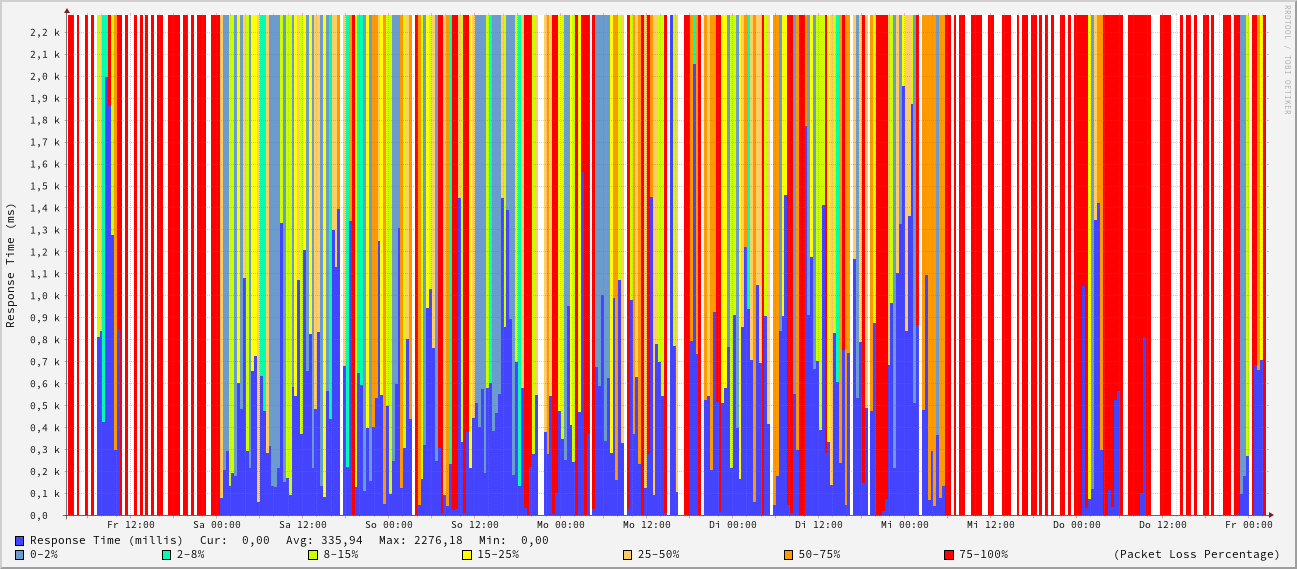 RRDTOOL / TOBI OETIKER
Response Time (ms)
2,2 k
2,1 k
2,0 k
1,9 k
1,8 k
1,7 k
1,6 k
1,5 k
1,4 k
1,3 k
1,2 k
1,1 k
1,0 k
0,9 k
0,8 k
0,7 k
0,6 k
0,5 k
0,4 k
0,3 k
0,2 k
0,1 k
0,0
Fr 12:00 Sa 00:00 Sa 12:00 So 00:00 So 12:00 Mo 00:00 Mo 12:00 Di 00:00 Di 12:00 Mi 00:00 Mi 12:00 Do 00:00 Do 12:00 Fr 00:00
Response Time (millis) Cur: 0,00 Avg: 335,94 Max: 2276,18 Min: 0,00
0-2% 2-8% 8-15% 15-25% 25-50% 50-75% 75-100% (Packet Loss Percentage)